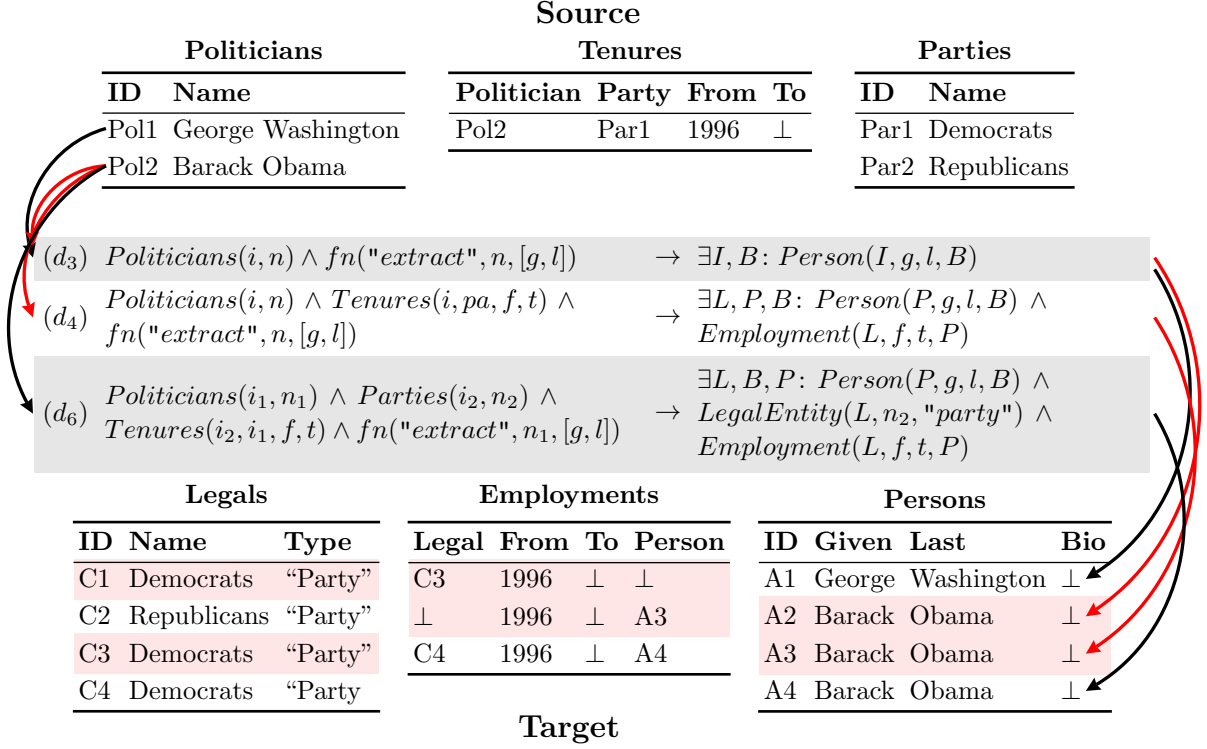 Source
Politicians Tenures Parties
ID Name Politician Party From To ID Name
Pol1 George Washington Pol2 Par1 1996 ⊥ Par1 Democrats
Pol2 Barack Obama Par2 Republicans
(d₃) Politicians(i, n) ∧ fn("extract", n, [g, l]) → ∃I, B: Person(I, g, l, B)
(d₄) Politicians(i, n) ∧ Tenures(i, pa, f, t) ∧ fn("extract", n, [g, l]) → ∃L, P, B: Person(P, g, l, B) ∧ Employment(L, f, t, P)
(d₆) Politicians(i₁, n₁) ∧ Parties(i₂, n₂) ∧ Tenures(i₂, i₁, f, t) ∧ fn("extract", n₁, [g, l]) → ∃L, B, P: Person(P, g, l, B) ∧ LegalEntity(L, n₂, "party") ∧ Employment(L, f, t, P)
Legals Employments Persons
ID Name Type Legal From To Person ID Given Last Bio
C1 Democrats “Party” C3 1996 ⊥ ⊥ A1 George Washington ⊥
C2 Republicans “Party” ⊥ 1996 ⊥ A3 A2 Barack Obama ⊥
C3 Democrats “Party” C4 1996 ⊥ A4 A3 Barack Obama ⊥
C4 Democrats “Party A4 Barack Obama ⊥
Target